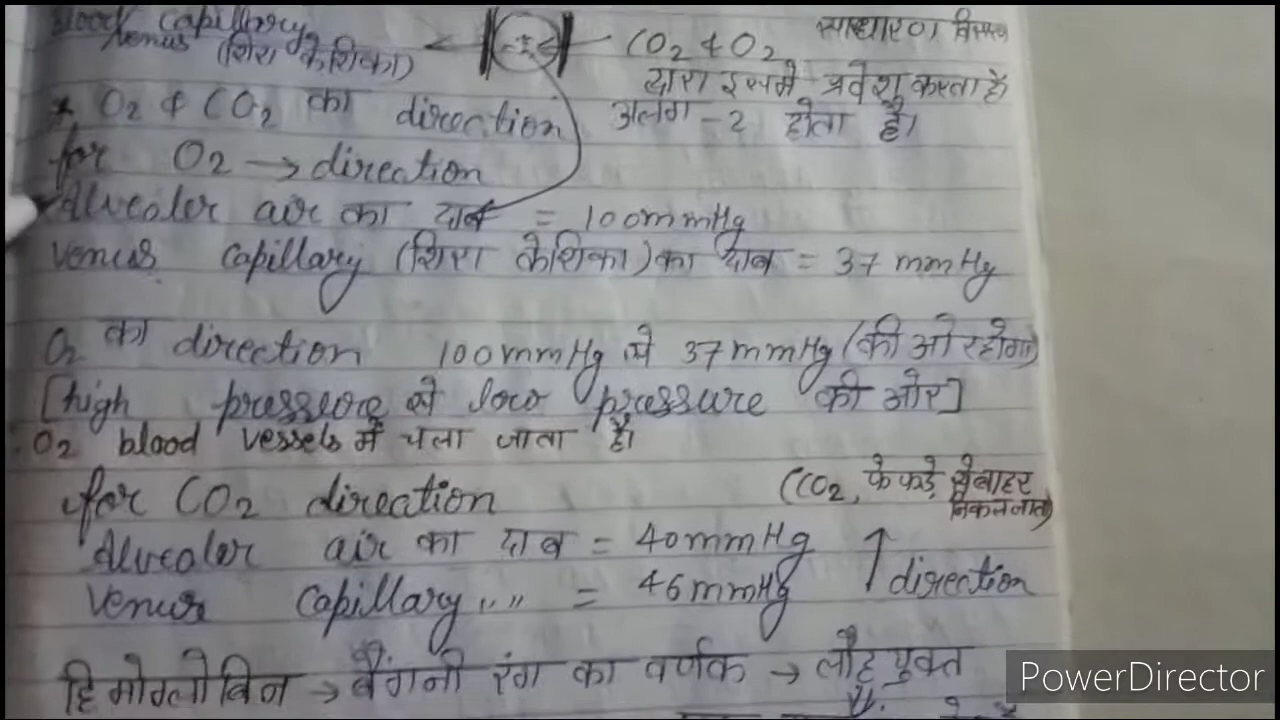 blood capillary
venus (शिरा केशिका)
CO2 & O2 साधारण विसरण
द्वारा इसमे प्रवेश करता है
* O2 & CO2 का direction अलग-2 होता है।
for O2 → direction
Alveoler air का दाब = 100mmHg
venus capillary (शिरा केशिका) का दाब = 37 mmHg
O2 का direction 100mmHg से 37mmHg (की ओर होगा)
[high pressure से low pressure की ओर]
O2 blood vessels में चला जाता है।
for CO2 direction (CO2, फेफड़े से बाहर
निकल जाता)
Alveoler air का दाब = 40mmHg
venus capillary ,, ,, = 46mmHg ↑ direction
हिमोग्लोबिन → बैंगनी रंग का वर्णक → लौह युक्त
PowerDirector